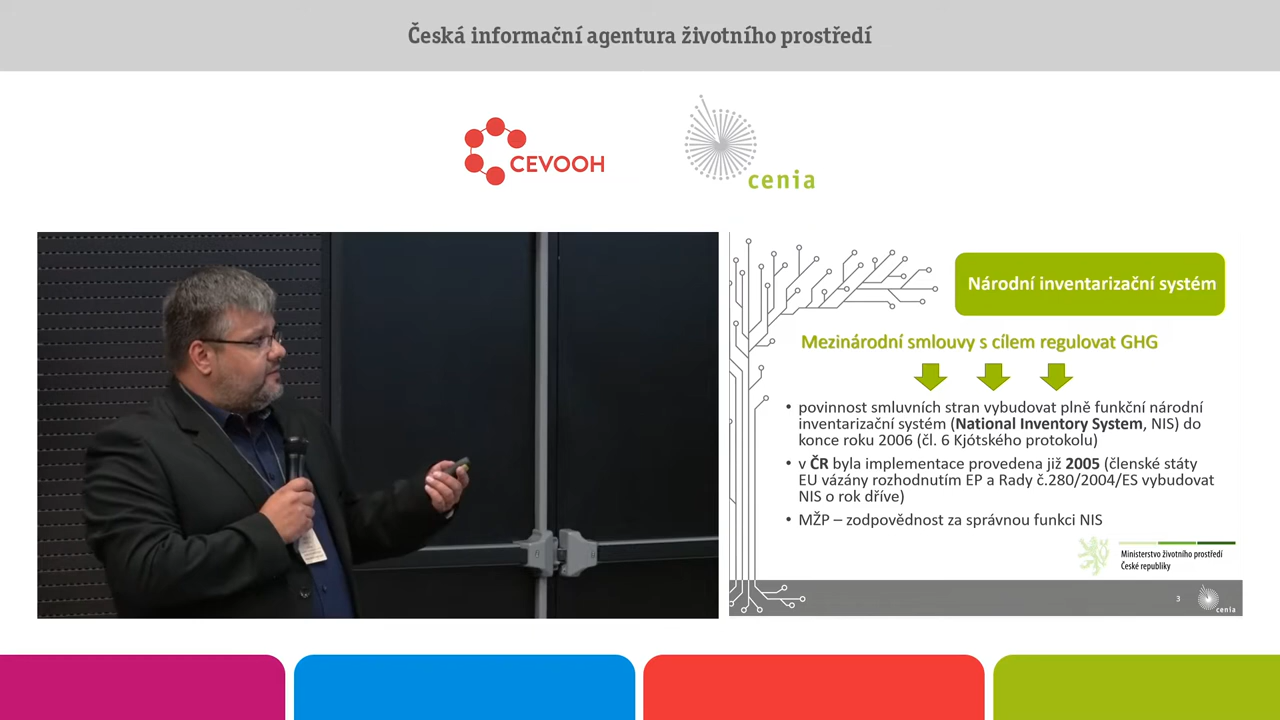 Česká informační agentura životního prostředí
CEVOOH
cenia
Národní inventarizační systém
Mezinárodní smlouvy s cílem regulovat GHG
• povinnost smluvních stran vybudovat plně funkční národní
inventarizační systém (National Inventory System, NIS) do
konce roku 2006 (čl. 6 Kjótského protokolu)
• v ČR byla implementace provedena již 2005 (členské státy
EU vázány rozhodnutím EP a Rady č.280/2004/ES vybudovat
NIS o rok dříve)
• MŽP – zodpovědnost za správnou funkci NIS
Ministerstvo životního prostředí
České republiky
3
cenia